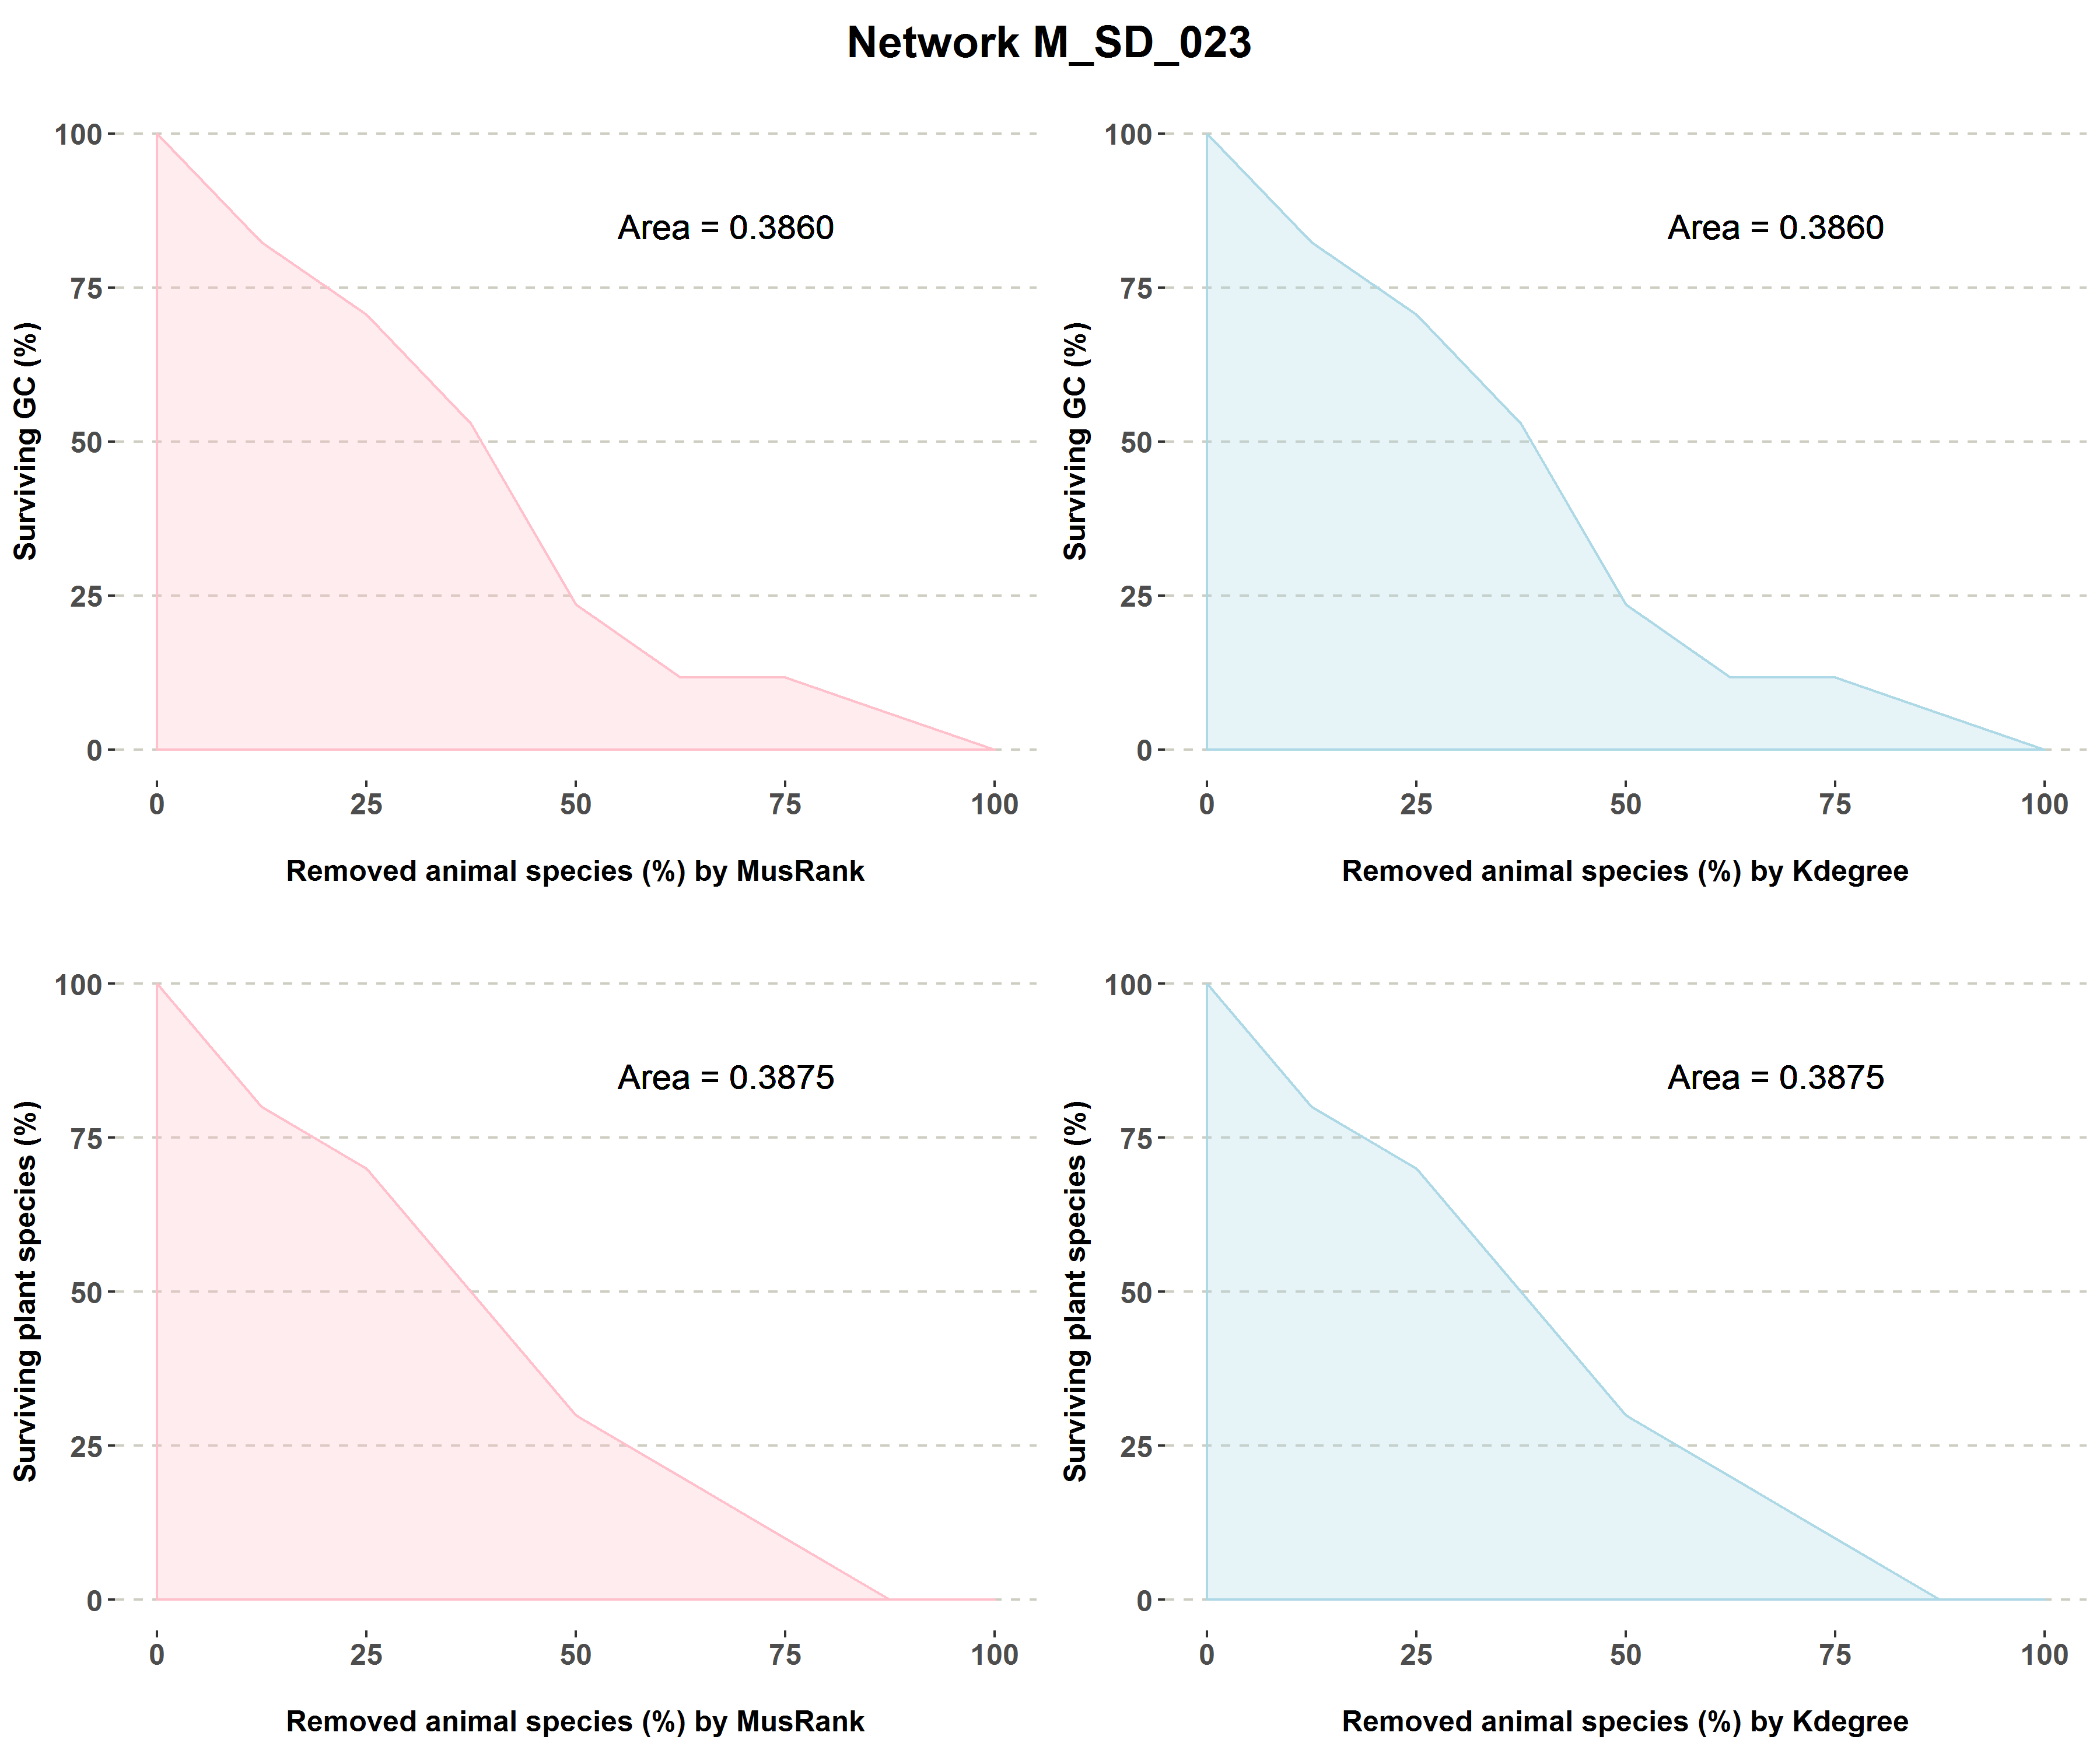 Network M_SD_023
100
75
50
25
0
Surviving GC (%)
Area = 0.3860
0 25 50 75 100
Removed animal species (%) by MusRank
100
75
50
25
0
Surviving GC (%)
Area = 0.3860
0 25 50 75 100
Removed animal species (%) by Kdegree
100
75
50
25
0
Surviving plant species (%)
Area = 0.3875
0 25 50 75 100
Removed animal species (%) by MusRank
100
75
50
25
0
Surviving plant species (%)
Area = 0.3875
0 25 50 75 100
Removed animal species (%) by Kdegree